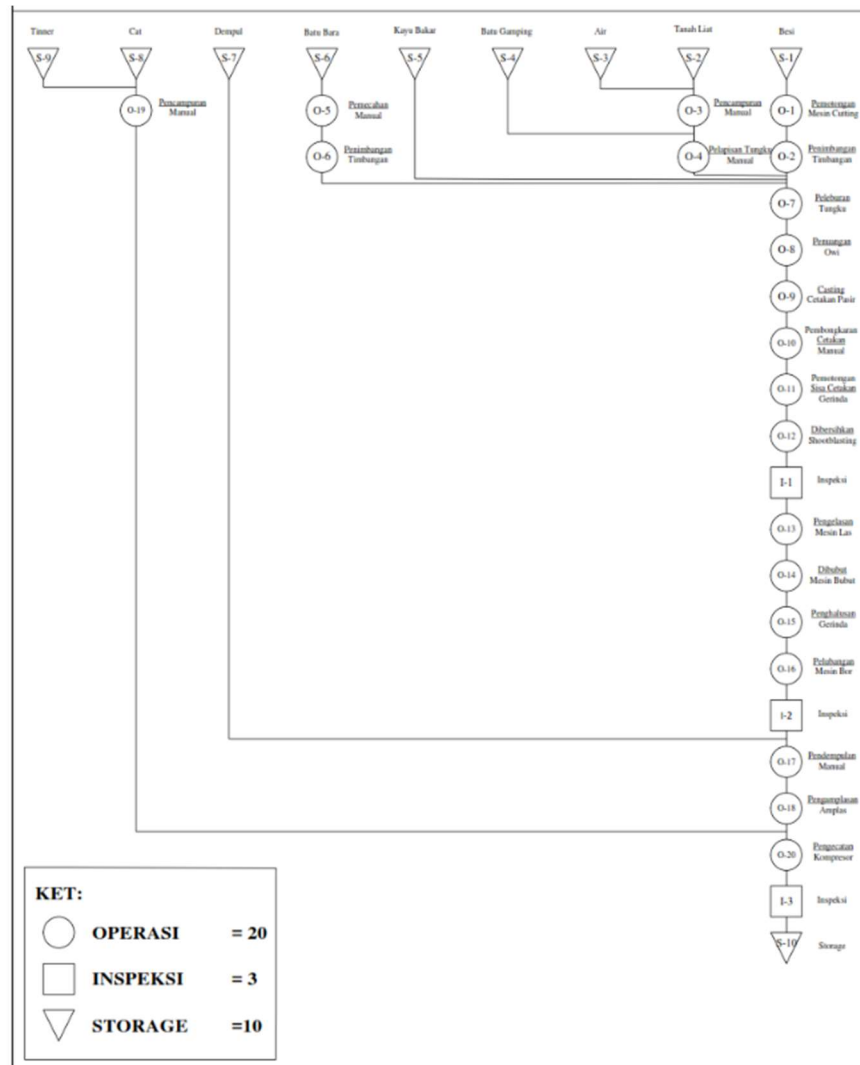 Tinner
Cat
Dempul
Batu Bara
Kayu Bakar
Batu Gamping
Air
Tanah Liat
Besi
S-9
S-8
S-7
S-6
S-5
S-4
S-3
S-2
S-1
O-19
Pencampuran
Manual
O-5
Pemecahan
Manual
O-3
Pencampuran
Manual
O-1
Pemotongan
Mesin Cutting
O-6
Penimbangan
Timbangan
O-4
Pelapisan Tungku
Manual
O-2
Penimbangan
Timbangan
O-7
Peleburan
Tungku
O-8
Penuangan
Owi
O-9
Casting
Cetakan Pasir
O-10
Pembongkaran
Cetakan
Manual
O-11
Pemotongan
Sisa Cetakan
Gerinda
O-12
Dibersihkan
Shootblasting
I-1
Inspeksi
O-13
Pengelasan
Mesin Las
O-14
Dibubut
Mesin Bubut
O-15
Penghalusan
Gerinda
O-16
Pelubangan
Mesin Bor
I-2
Inspeksi
O-17
Pendempulan
Manual
O-18
Pengamplasan
Amplas
O-20
Pengecatan
Kompresor
I-3
Inspeksi
S-10
Storage
KET:
OPERASI = 20
INSPEKSI = 3
STORAGE =10